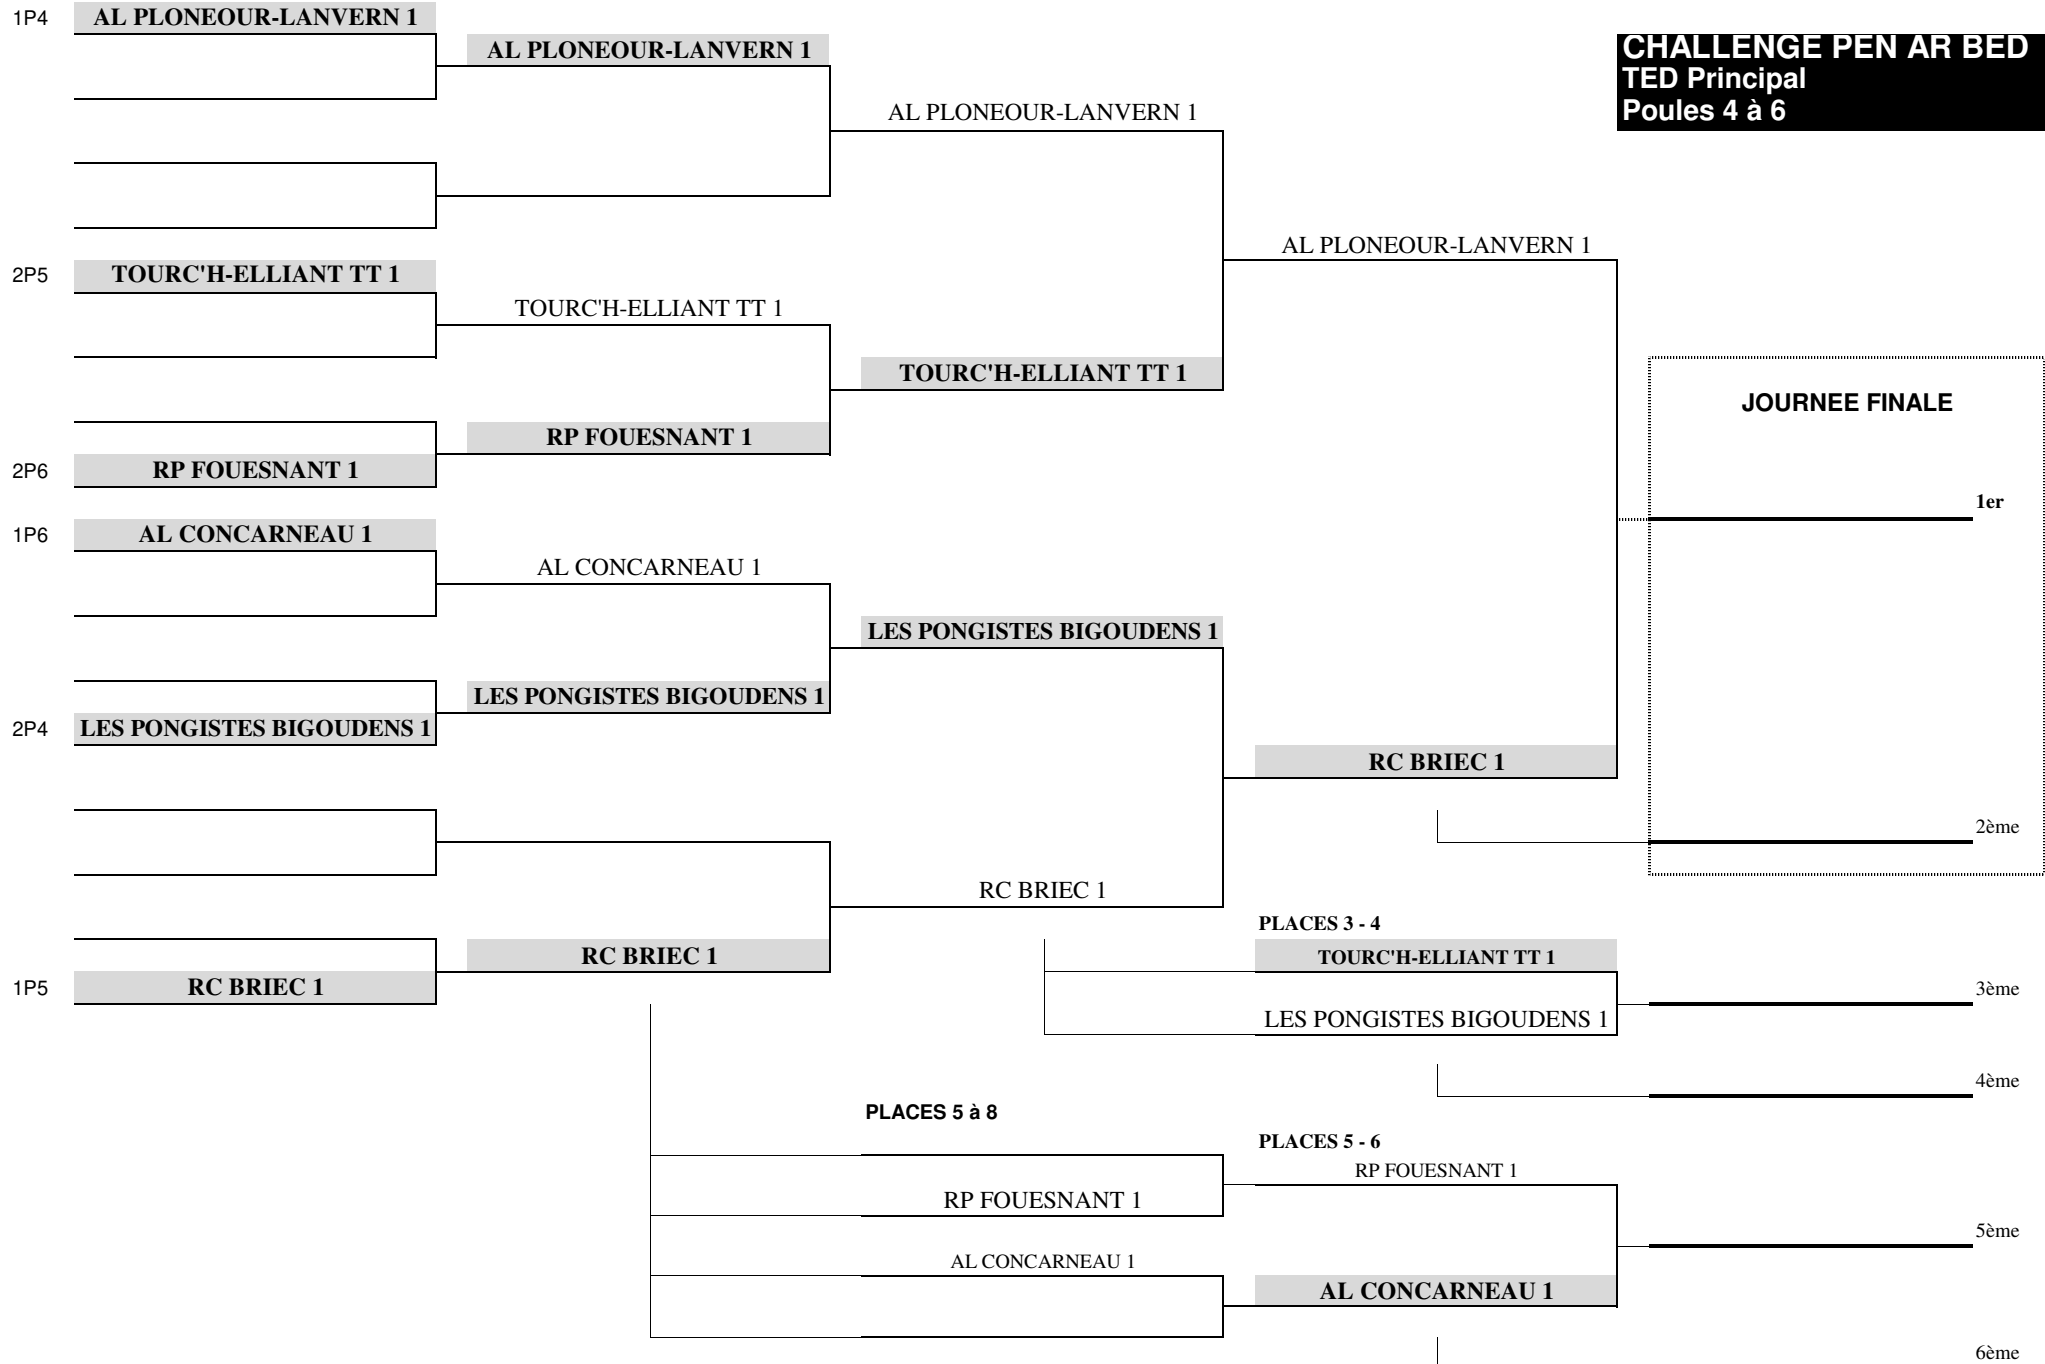 1P4
AL PLONEOUR-LANVERN 1
AL PLONEOUR-LANVERN 1
CHALLENGE PEN AR BED
TED Principal
Poules 4 à 6
AL PLONEOUR-LANVERN 1
AL PLONEOUR-LANVERN 1
2P5
TOURC'H-ELLIANT TT 1
TOURC'H-ELLIANT TT 1
TOURC'H-ELLIANT TT 1
JOURNEE FINALE
RP FOUESNANT 1
2P6
RP FOUESNANT 1
1er
1P6
AL CONCARNEAU 1
AL CONCARNEAU 1
LES PONGISTES BIGOUDENS 1
LES PONGISTES BIGOUDENS 1
2P4
LES PONGISTES BIGOUDENS 1
RC BRIEC 1
2ème
RC BRIEC 1
PLACES 3 - 4
RC BRIEC 1
TOURC'H-ELLIANT TT 1
1P5
RC BRIEC 1
3ème
LES PONGISTES BIGOUDENS 1
4ème
PLACES 5 à 8
PLACES 5 - 6
RP FOUESNANT 1
RP FOUESNANT 1
5ème
AL CONCARNEAU 1
AL CONCARNEAU 1
6ème